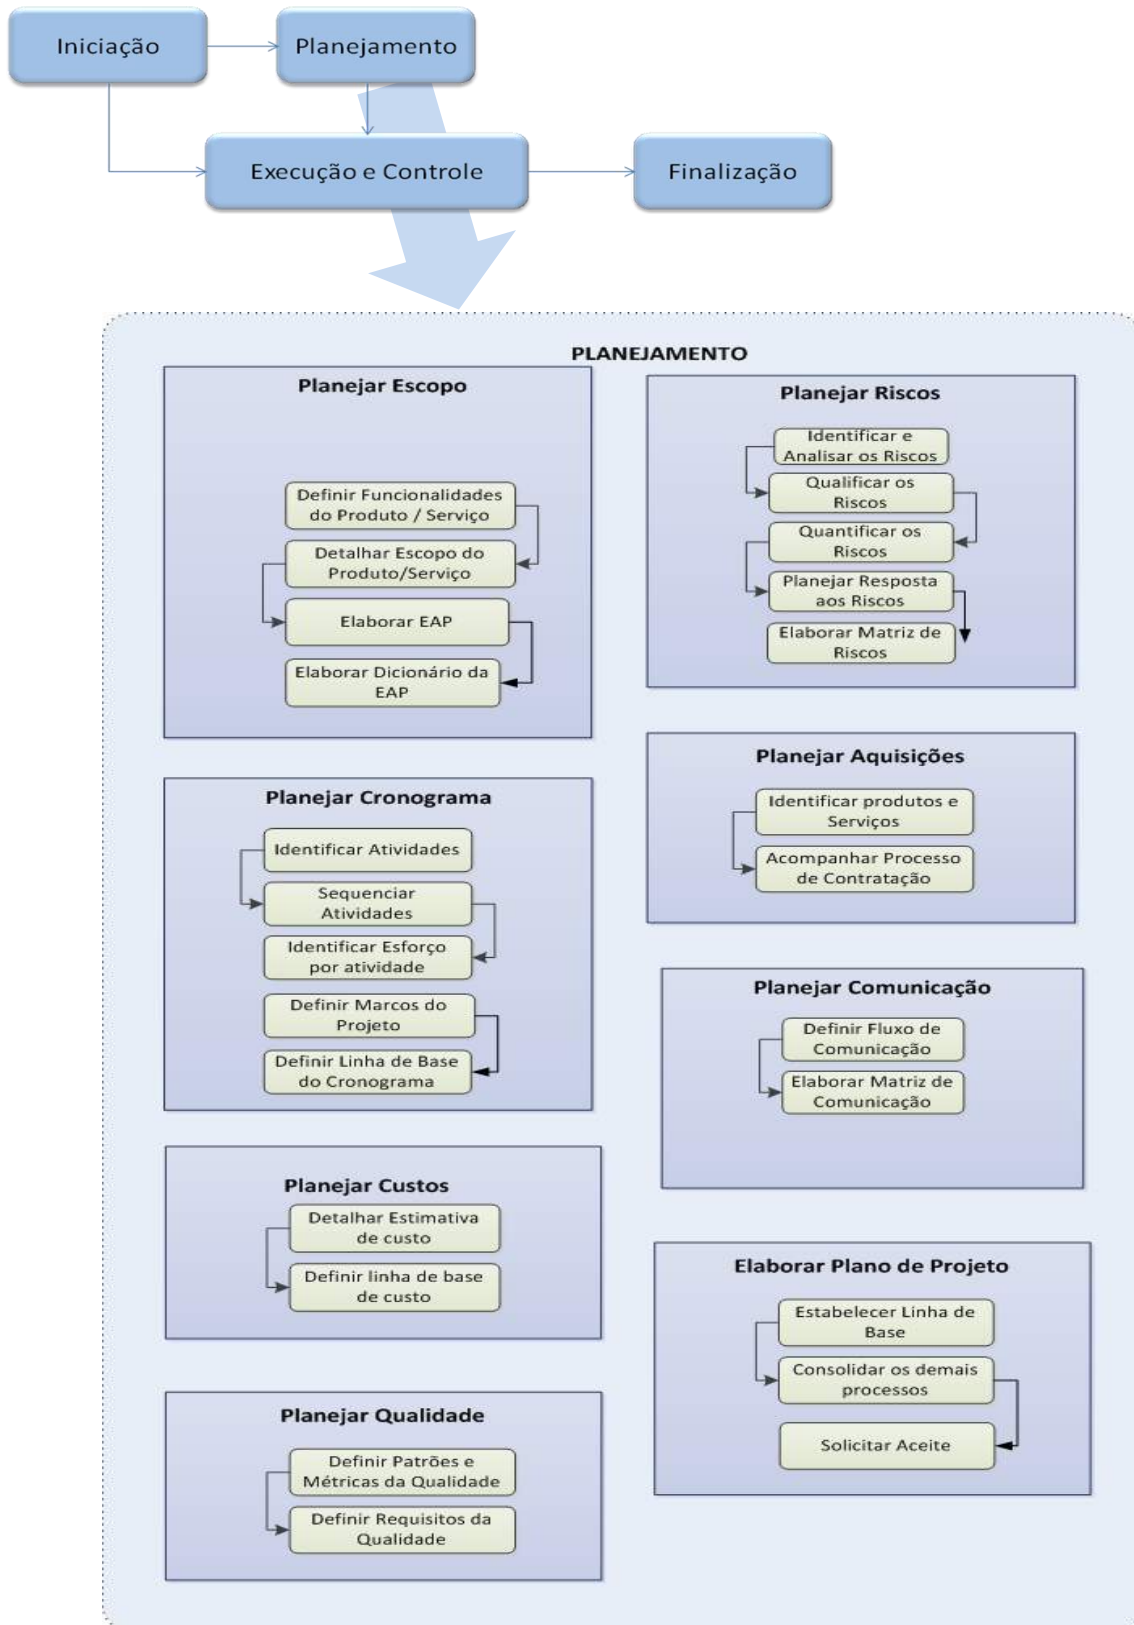 Iniciação
Planejamento
Execução e Controle
Finalização
PLANEJAMENTO
Planejar Escopo
Definir Funcionalidades
do Produto / Serviço
Detalhar Escopo do
Produto/Serviço
Elaborar EAP
Elaborar Dicionário da
EAP
Planejar Cronograma
Identificar Atividades
Sequenciar
Atividades
Identificar Esforço
por atividade
Definir Marcos do
Projeto
Definir Linha de Base
do Cronograma
Planejar Custos
Detalhar Estimativa
de custo
Definir linha de base
de custo
Planejar Qualidade
Definir Patrões e
Métricas da Qualidade
Definir Requisitos da
Qualidade
Planejar Riscos
Identificar e
Analisar os Riscos
Qualificar os
Riscos
Quantificar os
Riscos
Planejar Resposta
aos Riscos
Elaborar Matriz de
Riscos
Planejar Aquisições
Identificar produtos e
Serviços
Acompanhar Processo
de Contratação
Planejar Comunicação
Definir Fluxo de
Comunicação
Elaborar Matriz de
Comunicação
Elaborar Plano de Projeto
Estabelecer Linha de
Base
Consolidar os demais
processos
Solicitar Aceite